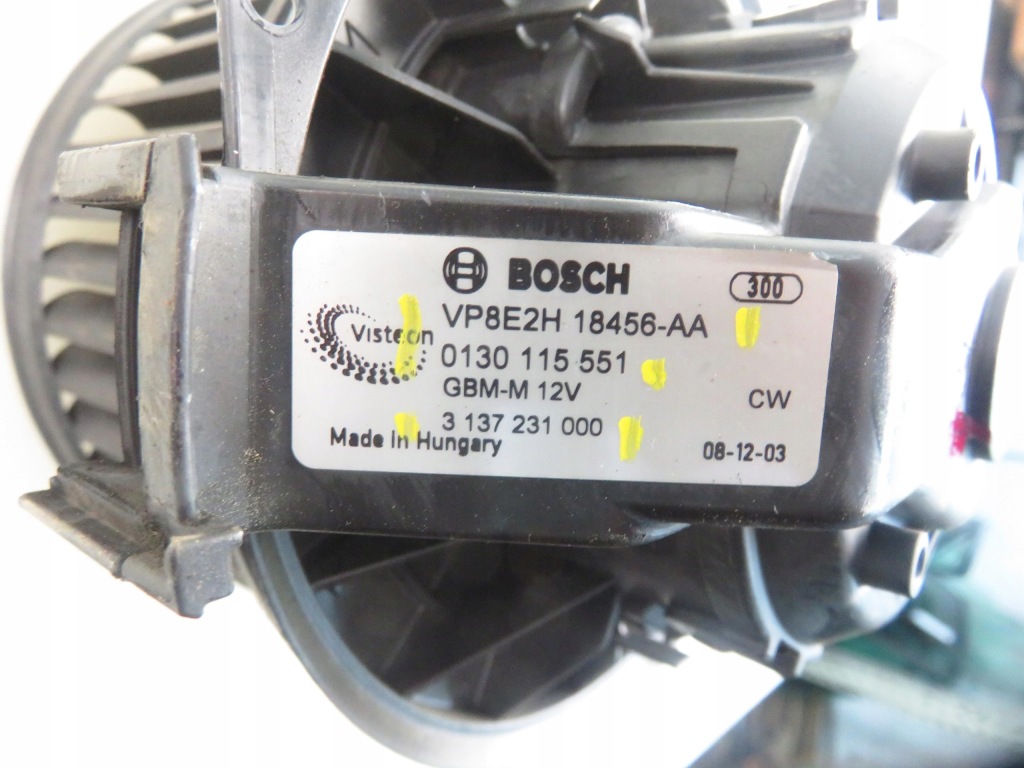 BOSCH
300
Visteon
VP8E2H 18456-AA
0130 115 551
GBM-M 12V
CW
3 137 231 000
Made in Hungary
08-12-03